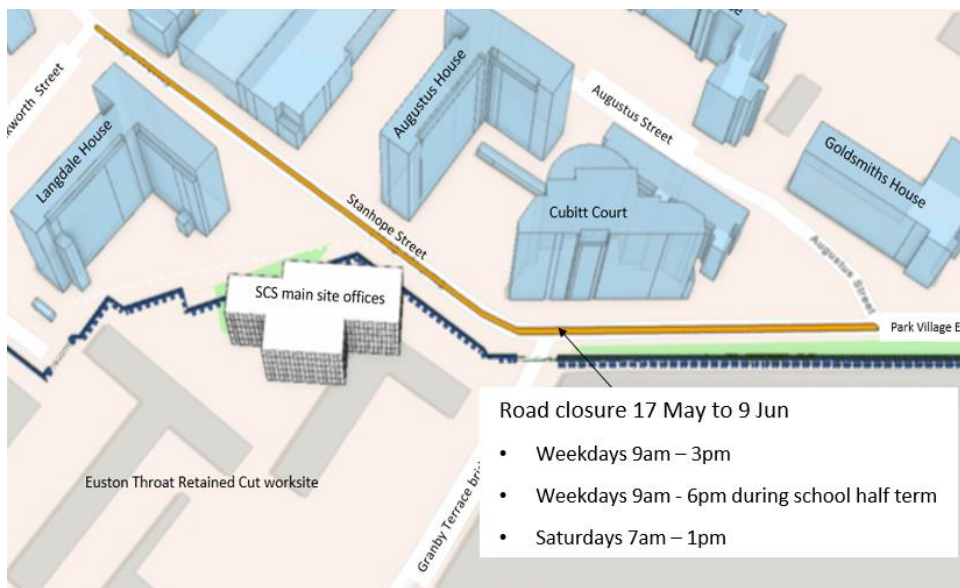 xworth Street
Langdale House
Augustus House
Augustus Street
Goldsmiths House
Stanhope Street
Cubitt Court
Augustus Street
SCS main site offices
Park Village E
Road closure 17 May to 9 Jun
• Weekdays 9am – 3pm
• Weekdays 9am - 6pm during school half term
• Saturdays 7am – 1pm
Euston Throat Retained Cut worksite
Granby Terrace bri